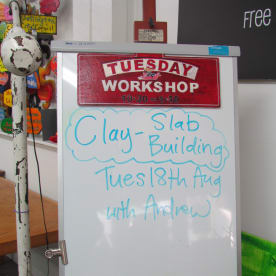 FREE
TUESDAY
WORKSHOP
Clay - Slab
Building
Tues 18th Aug
with Andrew